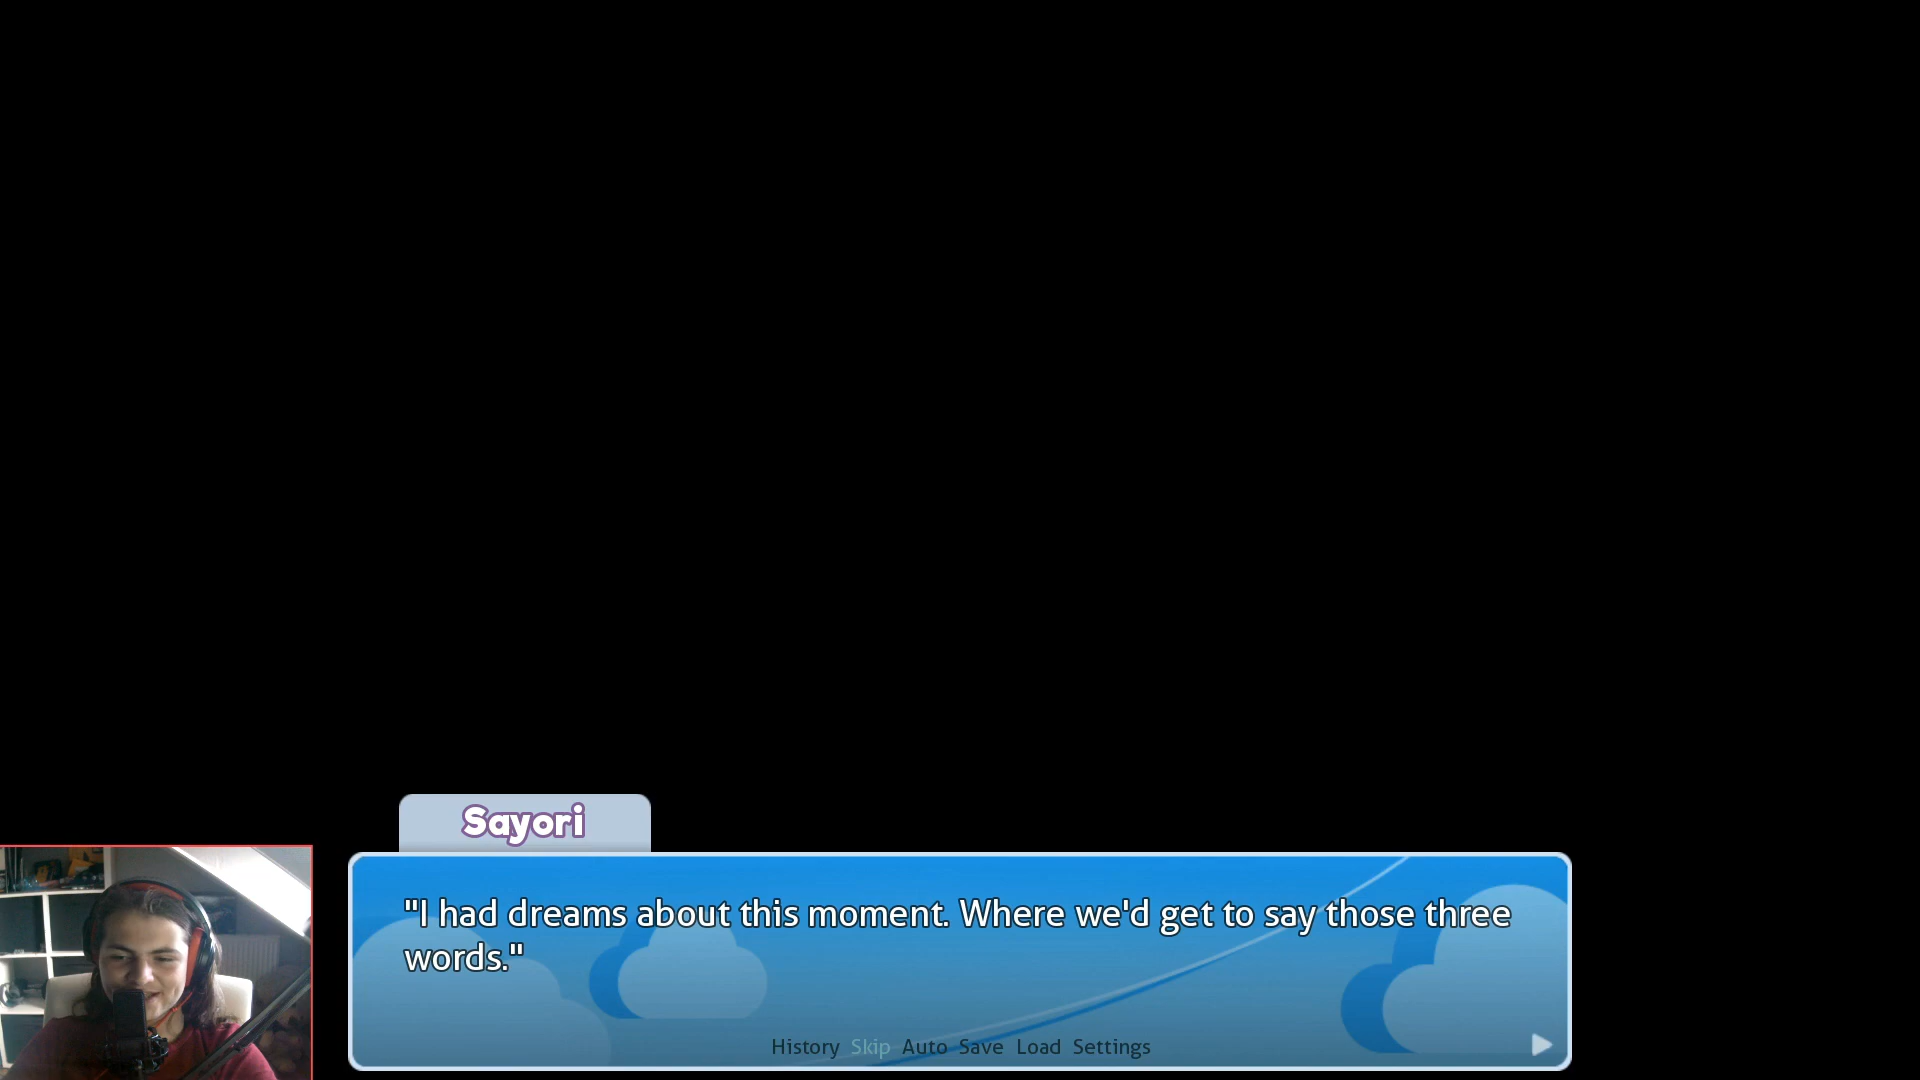 Sayori
"I had dreams about this moment. Where we'd get to say those three
words."
History Skip Auto Save Load Settings